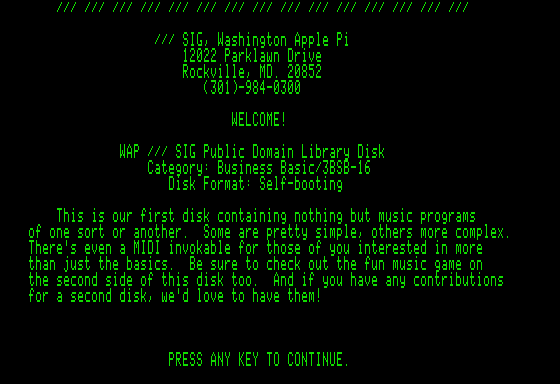 /// /// /// /// /// /// /// /// /// /// /// /// /// /// ///
/// SIG, Washington Apple Pi
12022 Parklawn Drive
Rockville, MD. 20852
(301)-984-0300
WELCOME!
WAP /// SIG Public Domain Library Disk
Category: Business Basic/3BSB-16
Disk Format: Self-booting
This is our first disk containing nothing but music programs
of one sort or another.  Some are pretty simple, others more complex.
There's even a MIDI invokable for those of you interested in more
than just the basics.  Be sure to check out the fun music game on
the second side of this disk too.  And if you have any contributions
for a second disk, we'd love to have them!
PRESS ANY KEY TO CONTINUE.